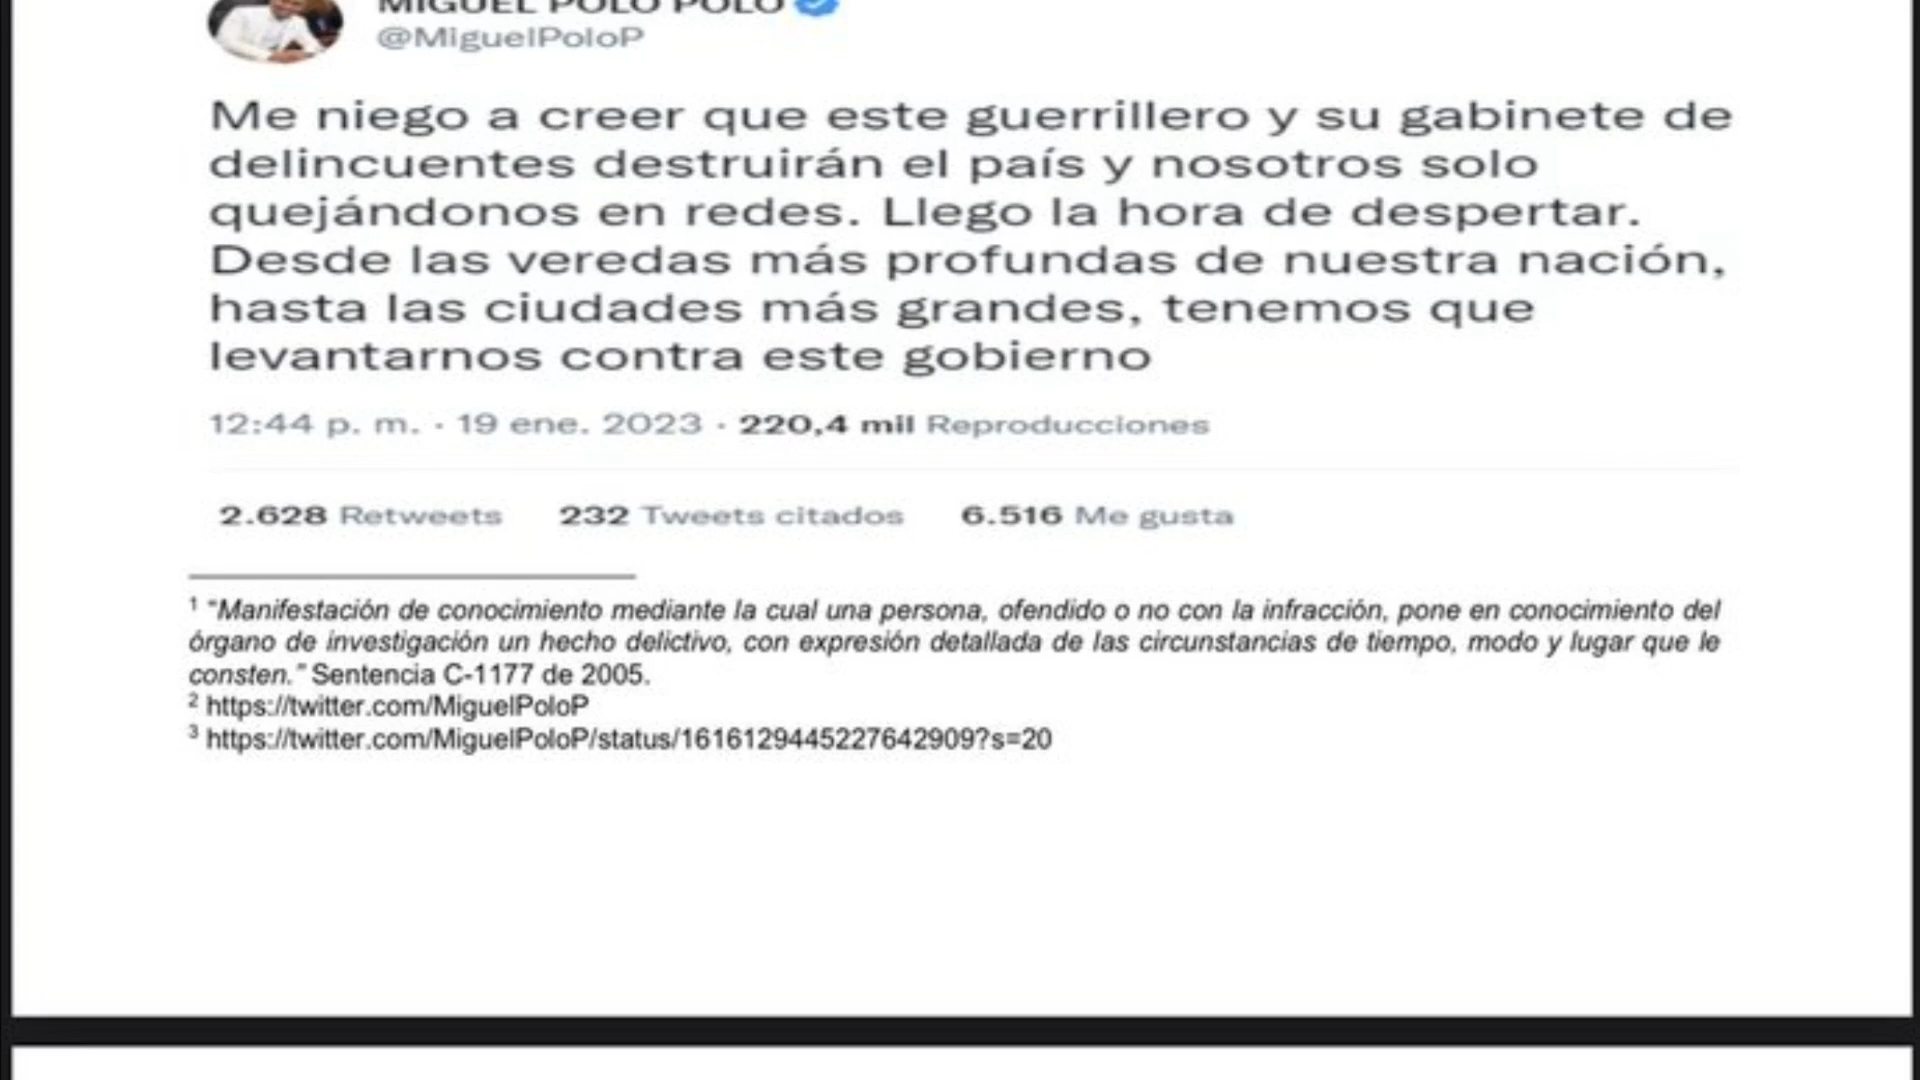 MIGUEL POLO POLO
@MiguelPoloP
Me niego a creer que este guerrillero y su gabinete de
delincuentes destruirán el país y nosotros solo
quejándonos en redes. Llego la hora de despertar.
Desde las veredas más profundas de nuestra nación,
hasta las ciudades más grandes, tenemos que
levantarnos contra este gobierno
12:44 p. m. · 19 ene. 2023 · 220,4 mil Reproducciones
2.628 Retweets 232 Tweets citados 6.516 Me gusta
1 "Manifestación de conocimiento mediante la cual una persona, ofendido o no con la infracción, pone en conocimiento del
órgano de investigación un hecho delictivo, con expresión detallada de las circunstancias de tiempo, modo y lugar que le
consten." Sentencia C-1177 de 2005.
2 https://twitter.com/MiguelPoloP
3 https://twitter.com/MiguelPoloP/status/1616129445227642909?s=20